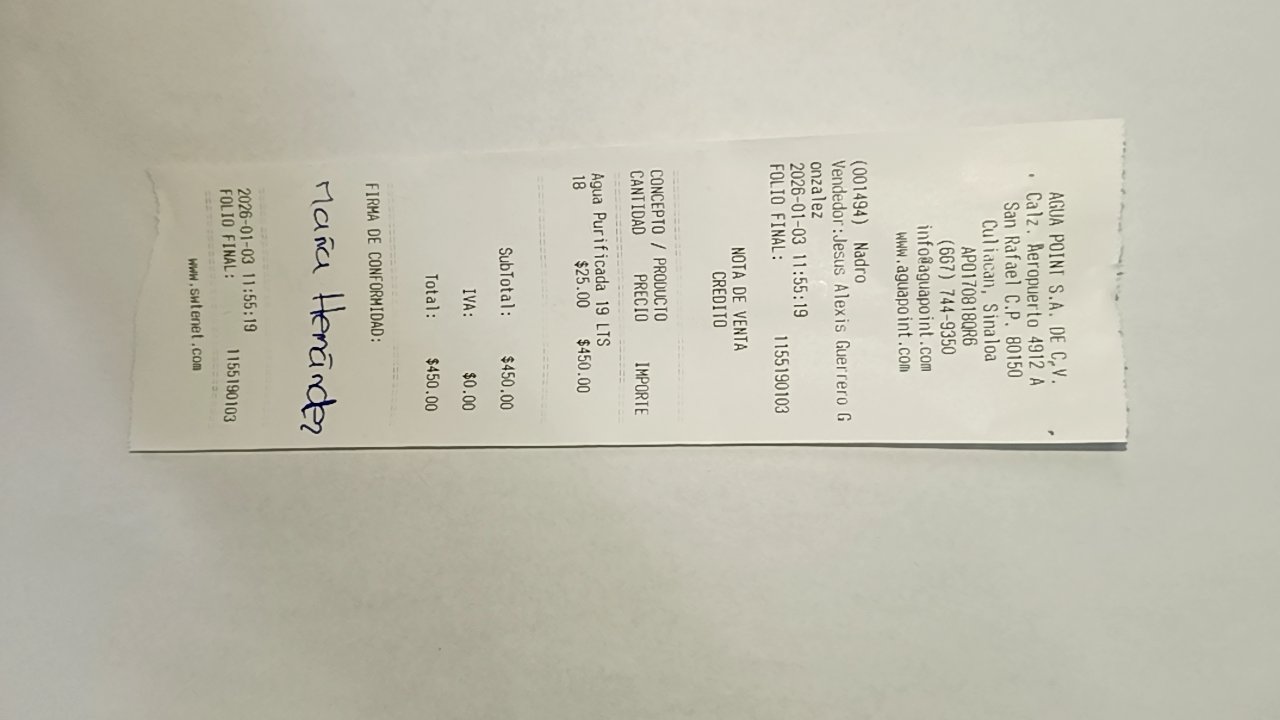 AGUA POINT S.A. DE C.V.
Calz. Aeropuerto 4912 A
San Rafael C.P. 80150
Culiacan, Sinaloa
APO170818QR6
(667) 744-9350
info@aguapoint.com
www.aguapoint.com
(001494) Nadro
Vendedor:Jesus Alexis Guerrero G
onzalez
2026-01-03 11:55:19
FOLIO FINAL: 1155190103
NOTA DE VENTA
CREDITO
CONCEPTO / PRODUCTO
CANTIDAD PRECIO IMPORTE
Agua Purificada 19 LTS
18 $25.00 $450.00
SubTotal: $450.00
IVA: $0.00
Total: $450.00
FIRMA DE CONFORMIDAD:
María Hernández
2026-01-03 11:55:19
FOLIO FINAL: 1155190103
www.swfenet.com